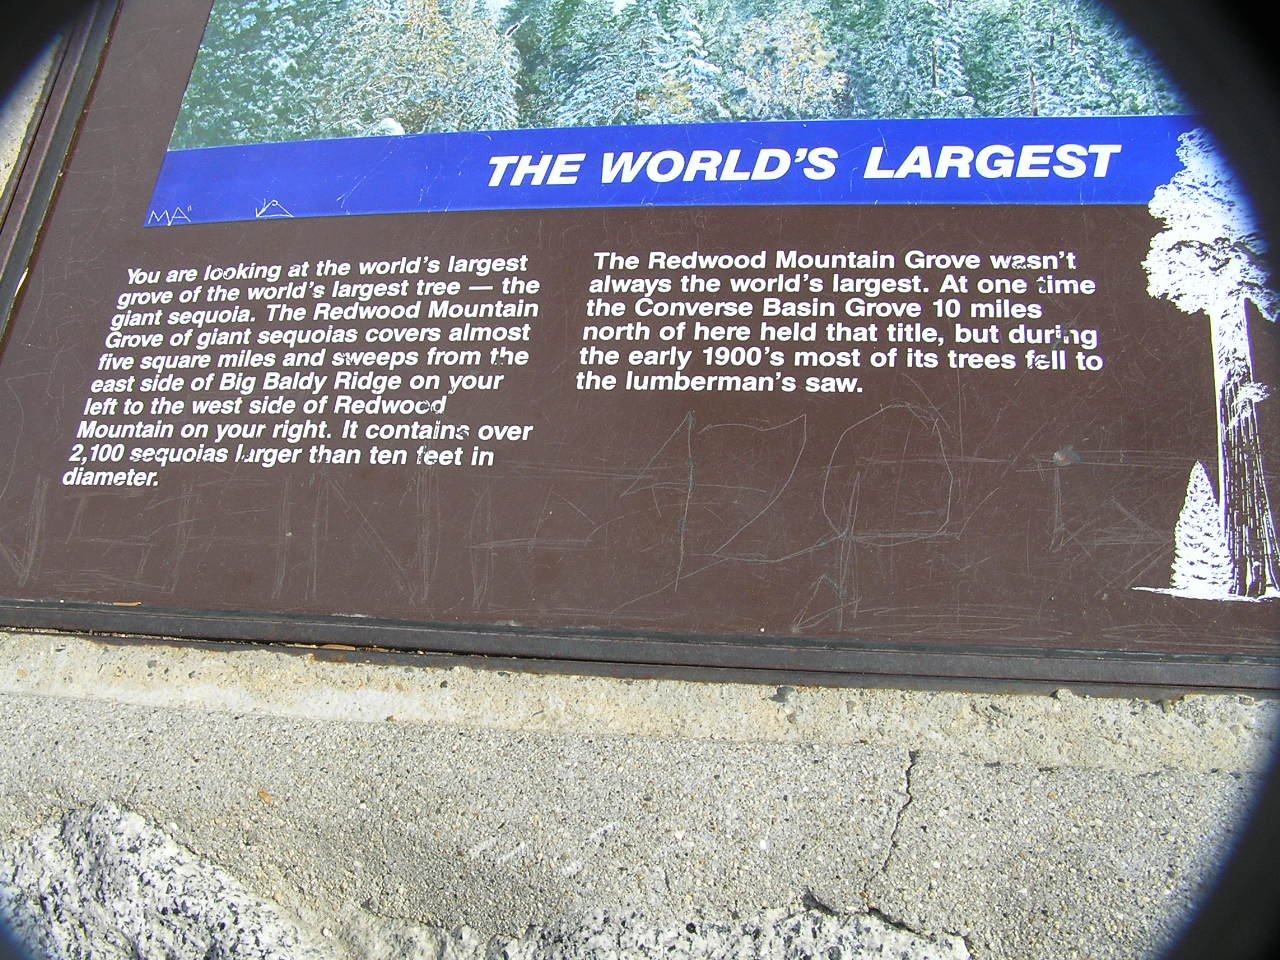 THE WORLD'S LARGEST
MA"
You are looking at the world's largest
grove of the world's largest tree — the
giant sequoia. The Redwood Mountain
Grove of giant sequoias covers almost
five square miles and sweeps from the
east side of Big Baldy Ridge on your
left to the west side of Redwood
Mountain on your right. It contains over
2,100 sequoias larger than ten feet in
diameter.
The Redwood Mountain Grove wasn't
always the world's largest. At one time
the Converse Basin Grove 10 miles
north of here held that title, but during
the early 1900's most of its trees fell to
the lumberman's saw.